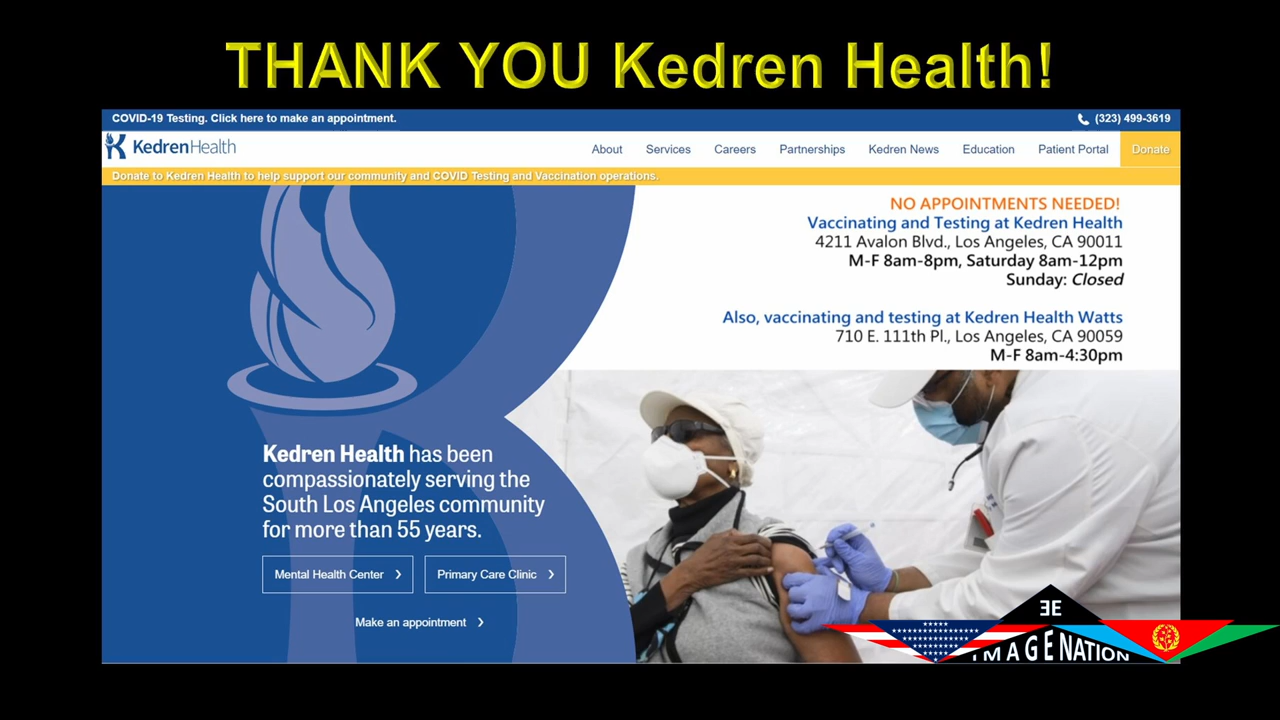 THANK YOU Kedren Health!
COVID-19 Testing. Click here to make an appointment.
(323) 499-3619
KedrenHealth
About Services Careers Partnerships Kedren News Education Patient Portal Donate
Donate to Kedren Health to help support our community and COVID Testing and Vaccination operations.
NO APPOINTMENTS NEEDED!
Vaccinating and Testing at Kedren Health
4211 Avalon Blvd., Los Angeles, CA 90011
M-F 8am-8pm, Saturday 8am-12pm
Sunday: Closed
Also, vaccinating and testing at Kedren Health Watts
710 E. 111th Pl., Los Angeles, CA 90059
M-F 8am-4:30pm
Kedren Health has been
compassionately serving the
South Los Angeles community
for more than 55 years.
Mental Health Center
Primary Care Clinic
Make an appointment
ƎE
IMAGENATION